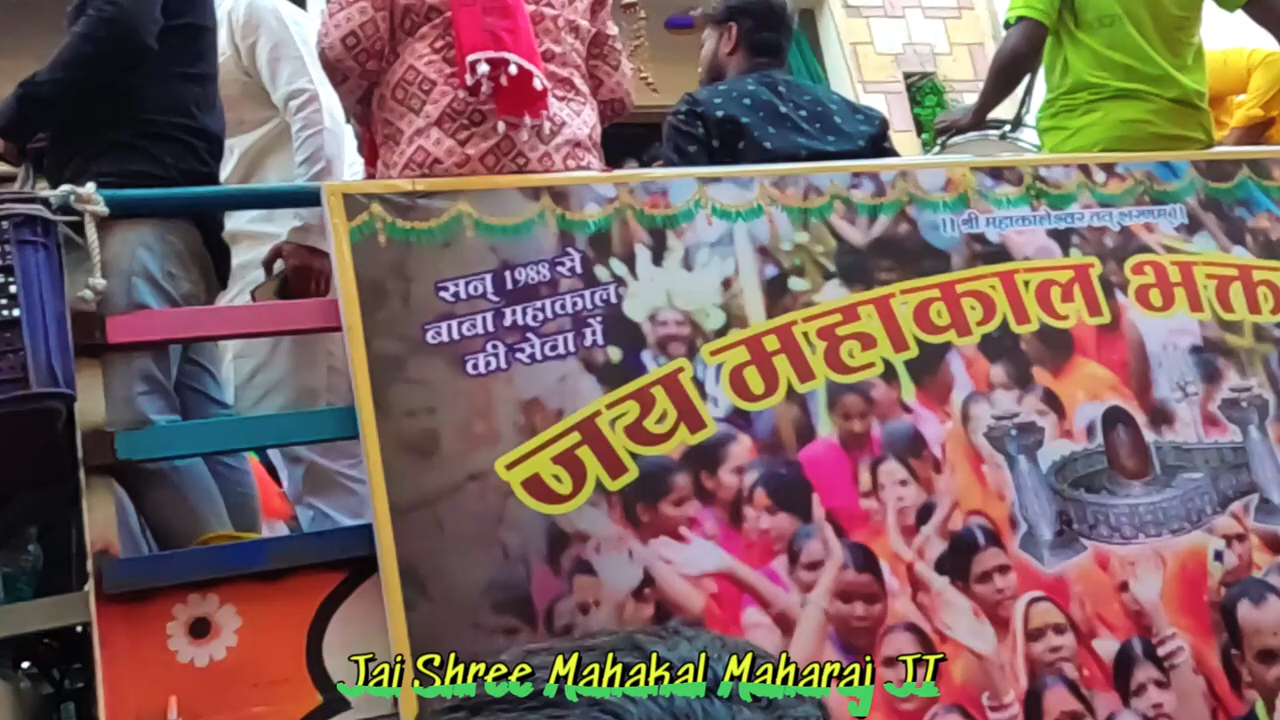 ।। श्री महाकालेश्वर तव् शरणम् ।।
सन् 1988 से
बाबा महाकाल
की सेवा में
जय महाकाल भक्त
Jai Shree Mahakal Maharaj JI